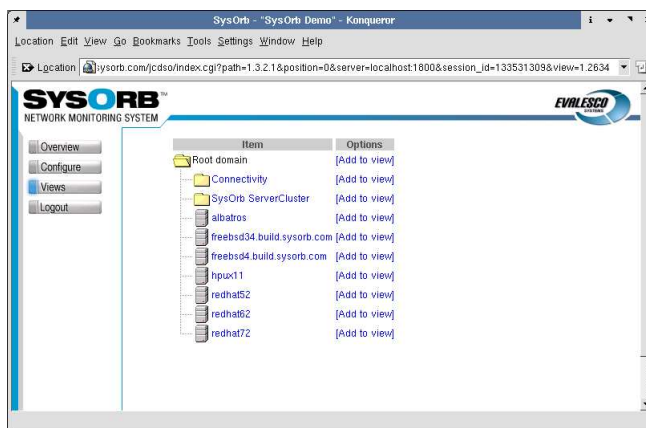 SysOrb - "SysOrb Demo" - Konqueror
Location Edit View Go Bookmarks Tools Settings Window Help
Location sysorb.com/jcdso/index.cgi?path=1.3.2.1&position=0&server=localhost:1800&session_id=133531309&view=1.2634
SYSORB™
NETWORK MONITORING SYSTEM
EVALESCO
SYSTEMS
Overview
Configure
Views
Logout
Item Options
Root domain [Add to view]
Connectivity [Add to view]
SysOrb ServerCluster [Add to view]
albatros [Add to view]
freebsd34.build.sysorb.com [Add to view]
freebsd4.build.sysorb.com [Add to view]
hpux11 [Add to view]
redhat52 [Add to view]
redhat62 [Add to view]
redhat72 [Add to view]